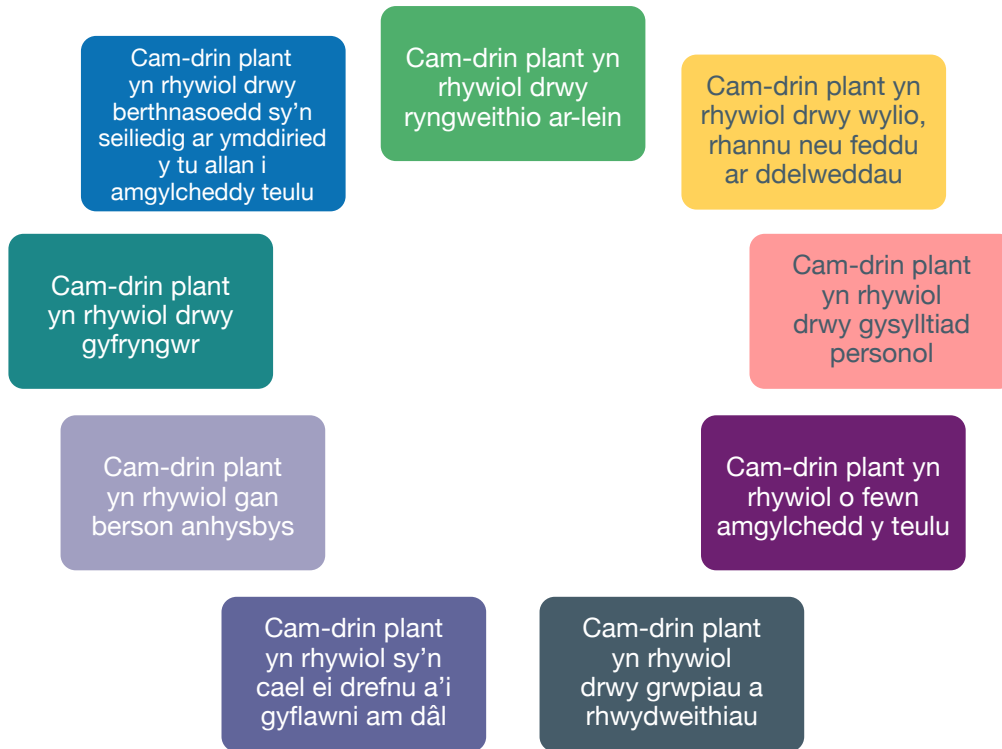 Cam-drin plant
yn rhywiol drwy
berthnasoedd sy’n
seiliedig ar ymddiried
y tu allan i
amgylcheddy teulu
Cam-drin plant yn
rhywiol drwy
ryngweithio ar-lein
Cam-drin plant yn
rhywiol drwy wylio,
rhannu neu feddu
ar ddelweddau
Cam-drin plant
yn rhywiol drwy
gyfryngwr
Cam-drin plant
yn rhywiol
drwy gysylltiad
personol
Cam-drin plant
yn rhywiol gan
berson anhysbys
Cam-drin plant yn
rhywiol o fewn
amgylchedd y teulu
Cam-drin plant
yn rhywiol sy’n
cael ei drefnu a’i
gyflawni am dâl
Cam-drin plant
yn rhywiol
drwy grwpiau a
rhwydweithiau